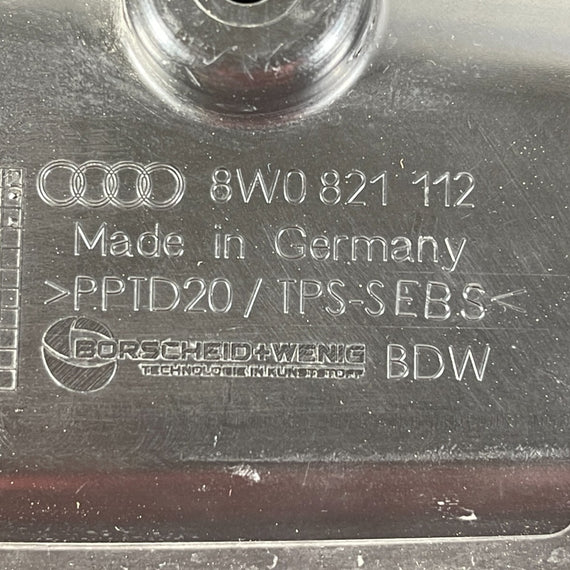 8W0 821 112
Made in Germany
>PPTD20 / TPS-SEBS<
BORSCHEID+WENIG BDW
TECHNOLOGIE IN KUNSTSTOFF